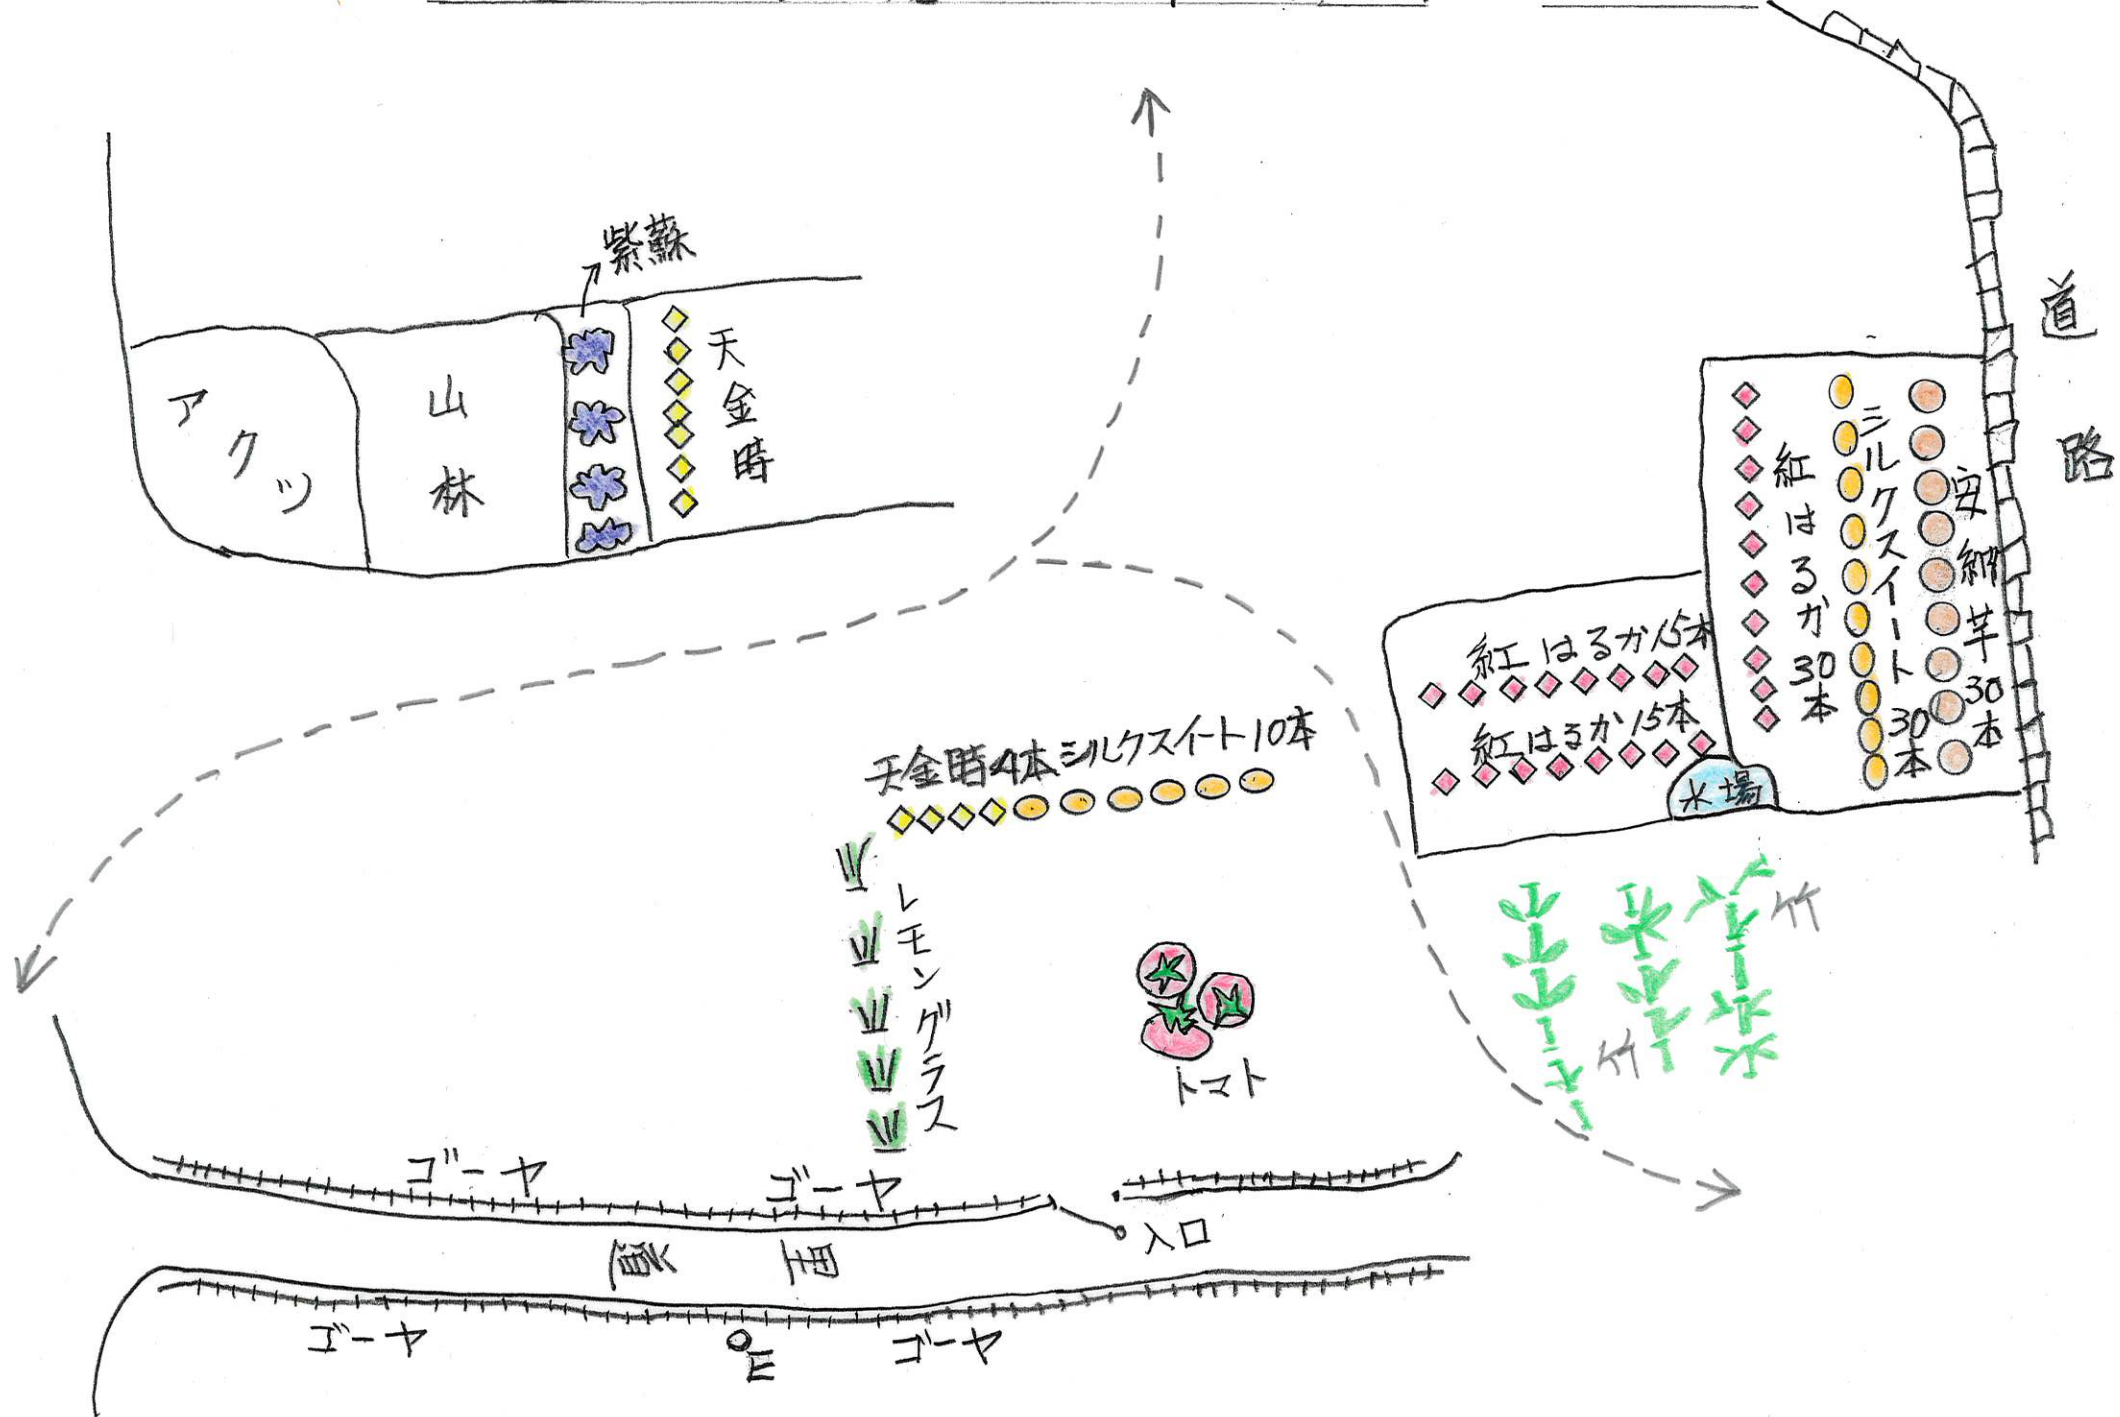 紫蘇
アクツ
山林
天金時
道路
紅はるか30本
シルクスイート30本
安納芋30本
紅はるか15本
紅はるか15本
水場
竹
竹
天金時4本シルクスイート10本
レモングラス
トマト
ゴーヤ
ゴーヤ
入口
ゴーヤ
ゴーヤ